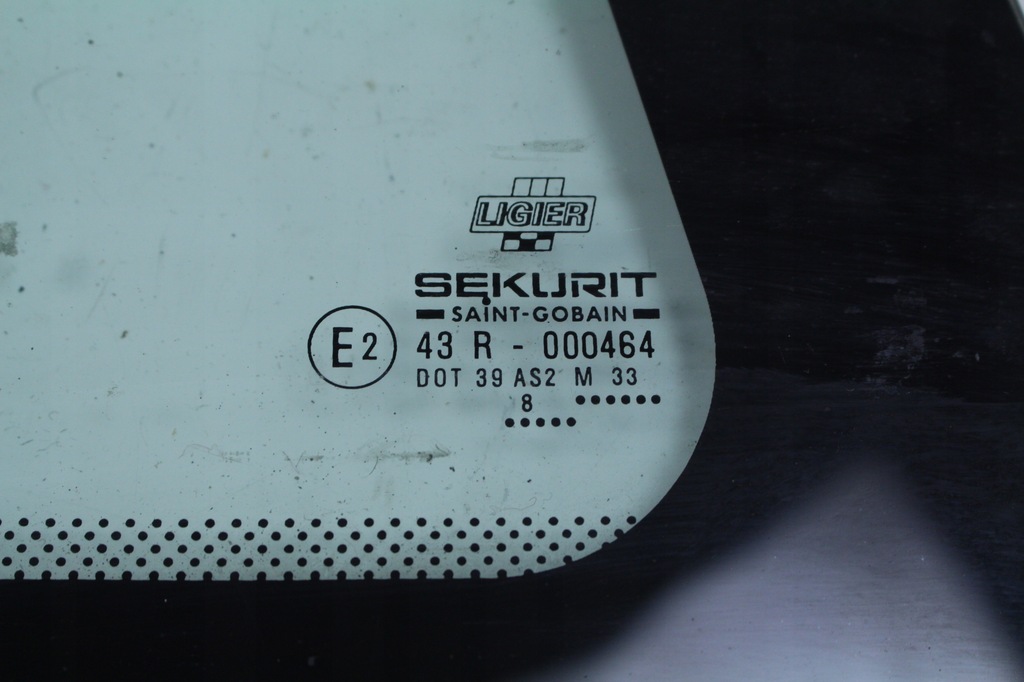 LIGIER
SEKURIT
SAINT-GOBAIN
E2 43 R - 000464
DOT 39 AS2 M 33
8 ••••••
•••••